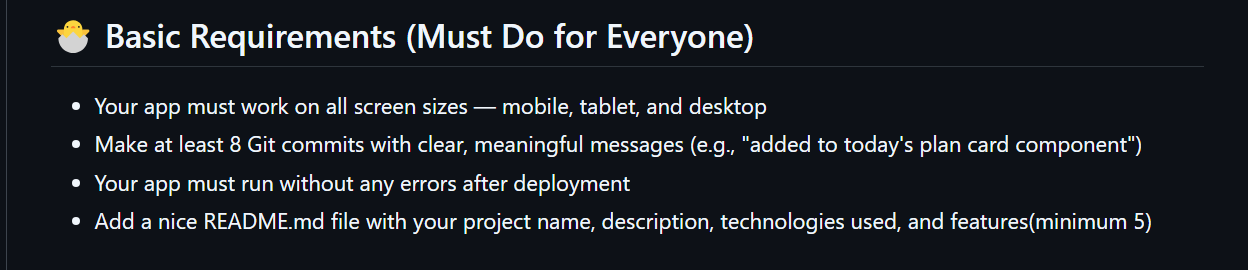 🐣 Basic Requirements (Must Do for Everyone)
• Your app must work on all screen sizes — mobile, tablet, and desktop
• Make at least 8 Git commits with clear, meaningful messages (e.g., "added to today's plan card component")
• Your app must run without any errors after deployment
• Add a nice README.md file with your project name, description, technologies used, and features(minimum 5)